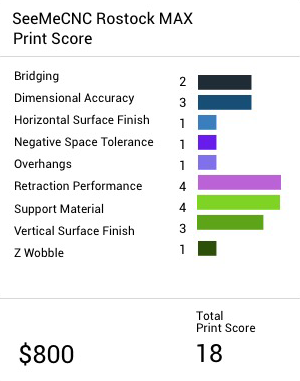 SeeMeCNC Rostock MAX
Print Score
Bridging 2
Dimensional Accuracy 3
Horizontal Surface Finish 1
Negative Space Tolerance 1
Overhangs 1
Retraction Performance 4
Support Material 4
Vertical Surface Finish 3
Z Wobble 1
Total
Print Score
$800 18